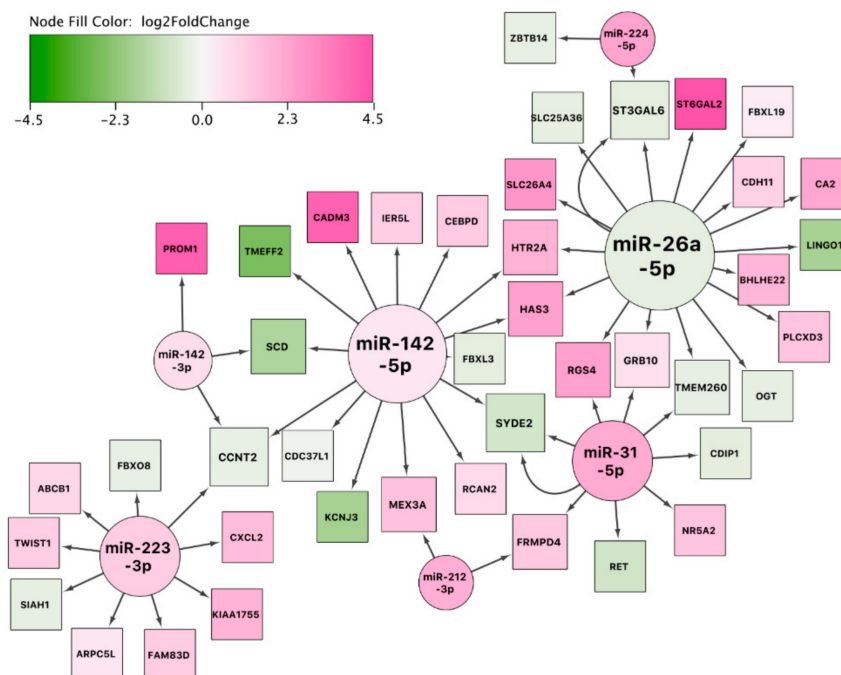 Node Fill Color: log2FoldChange
-4.5
-2.3
0.0
2.3
4.5
ZBTB14
miR-224
-5p
SLC25A36
ST3GAL6
ST6GAL2
FBXL19
SLC26A4
CDH11
CA2
PROM1
TMEFF2
CADM3
IER5L
CEBPD
HTR2A
miR-26a
-5p
LINGO1
BHLHE22
HAS3
PLCXD3
miR-142
-3p
SCD
miR-142
-5p
FBXL3
RGS4
GRB10
TMEM260
OGT
CCNT2
CDC37L1
SYDE2
miR-31
-5p
CDIP1
FBXO8
ABCB1
KCNJ3
MEX3A
RCAN2
TWIST1
miR-223
-3p
CXCL2
FRMPD4
NR5A2
SIAH1
KIAA1755
miR-212
-3p
RET
ARPC5L
FAM83D